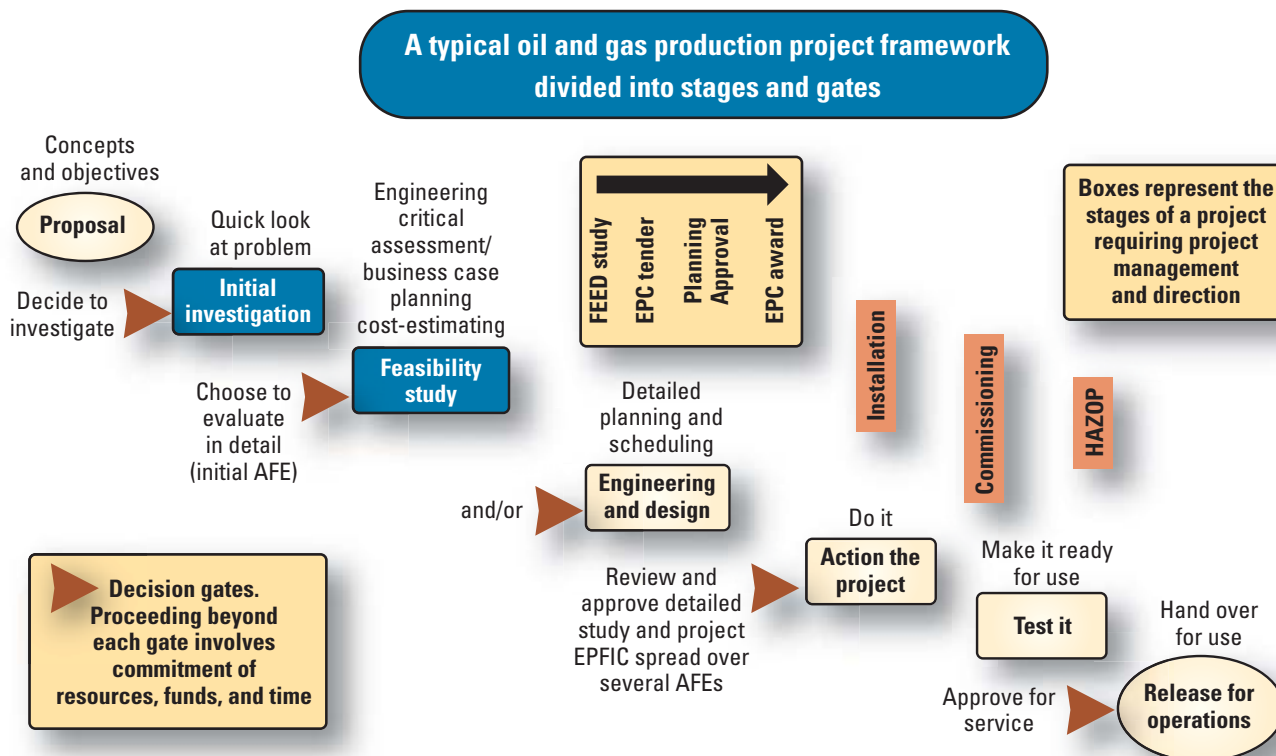 A typical oil and gas production project framework
divided into stages and gates
Concepts
and objectives
Proposal
Decide to
investigate
Quick look
at problem
Initial
investigation
Engineering
critical
assessment/
business case
planning
cost-estimating
Feasibility
study
Choose to
evaluate
in detail
(initial AFE)
FEED study
EPC tender
Planning
Approval
EPC award
Detailed
planning and
scheduling
and/or
Engineering
and design
Review and
approve detailed
study and project
EPFIC spread over
several AFEs
Installation
Do it
Action the
project
Commissioning
Make it ready
for use
Test it
HAZOP
Hand over
for use
Approve for
service
Release for
operations
Boxes represent the
stages of a project
requiring project
management
and direction
Decision gates.
Proceeding beyond
each gate involves
commitment of
resources, funds, and time